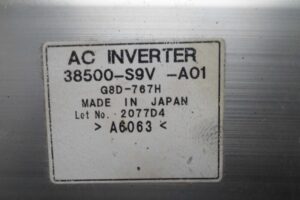 AC INVERTER
38500-S9V -A01
G8D-767H
MADE IN JAPAN
Lot No. 2077D4
> A6063 <